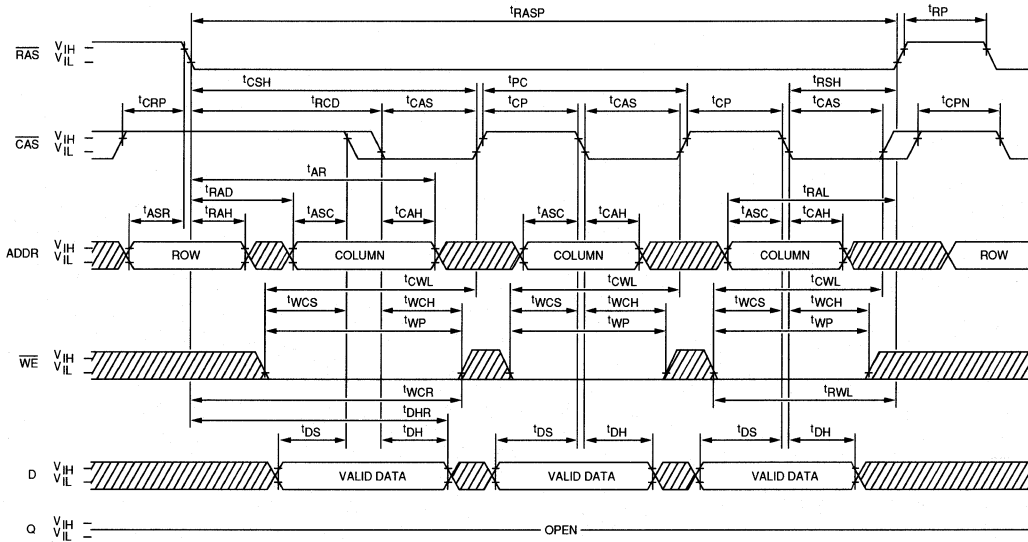 tRASP
tRP
RAS VIH
VIL
tCSH
tPC
tRSH
tCRP
tRCD
tCAS
tCP
tCAS
tCP
tCAS
tCPN
CAS VIH
VIL
tAR
tRAD
tRAL
tASR
tRAH
tASC
tCAH
tASC
tCAH
tASC
tCAH
ADDR VIH
VIL
ROW
COLUMN
COLUMN
COLUMN
ROW
tCWL
tCWL
tCWL
tWCS
tWCH
tWCS
tWCH
tWCS
tWCH
tWP
tWP
tWP
WE VIH
VIL
tWCR
tRWL
tDHR
tDS
tDH
tDS
tDH
tDS
tDH
D VIH
VIL
VALID DATA
VALID DATA
VALID DATA
Q VIH
VIL
OPEN